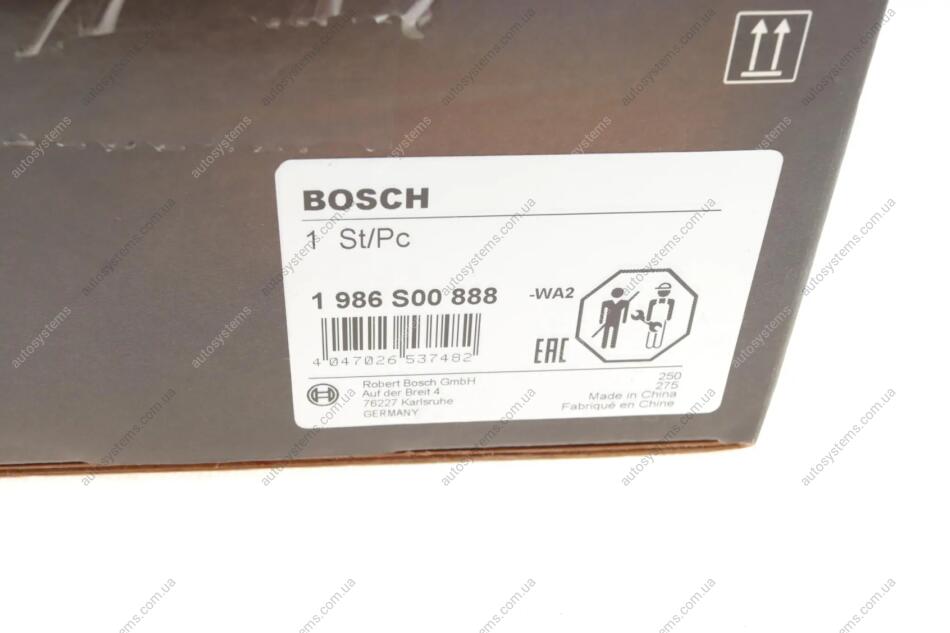 BOSCH
1 St/Pc
1 986 S00 888
-WA2
4 047026 537482
EAC
Robert Bosch GmbH
Auf der Breit 4
76227 Karlsruhe
GERMANY
250
275
Made in China
Fabriqué en Chine
autosystems.com.ua